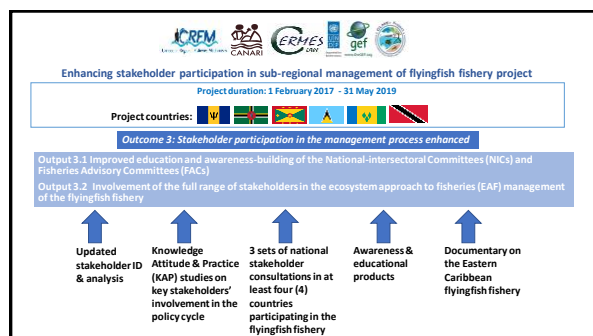 CREM
CANARI
CERMES
UWI
gef
Enhancing stakeholder participation in sub-regional management of flyingfish fishery project
Project duration: 1 February 2017 - 31 May 2019
Project countries:
Outcome 3: Stakeholder participation in the management process enhanced
Output 3.1 Improved education and awareness-building of the National-intersectoral Committees (NICs) and
Fisheries Advisory Committees (FACs)
Output 3.2 Involvement of the full range of stakeholders in the ecosystem approach to fisheries (EAF) management
of the flyingfish fishery
Updated
stakeholder ID
& analysis
Knowledge
Attitude & Practice
(KAP) studies on
key stakeholders'
involvement in the
policy cycle
3 sets of national
stakeholder
consultations in at
least four (4)
countries
participating in the
flyingfish fishery
Awareness &
educational
products
Documentary on
the Eastern
Caribbean
flyingfish fishery